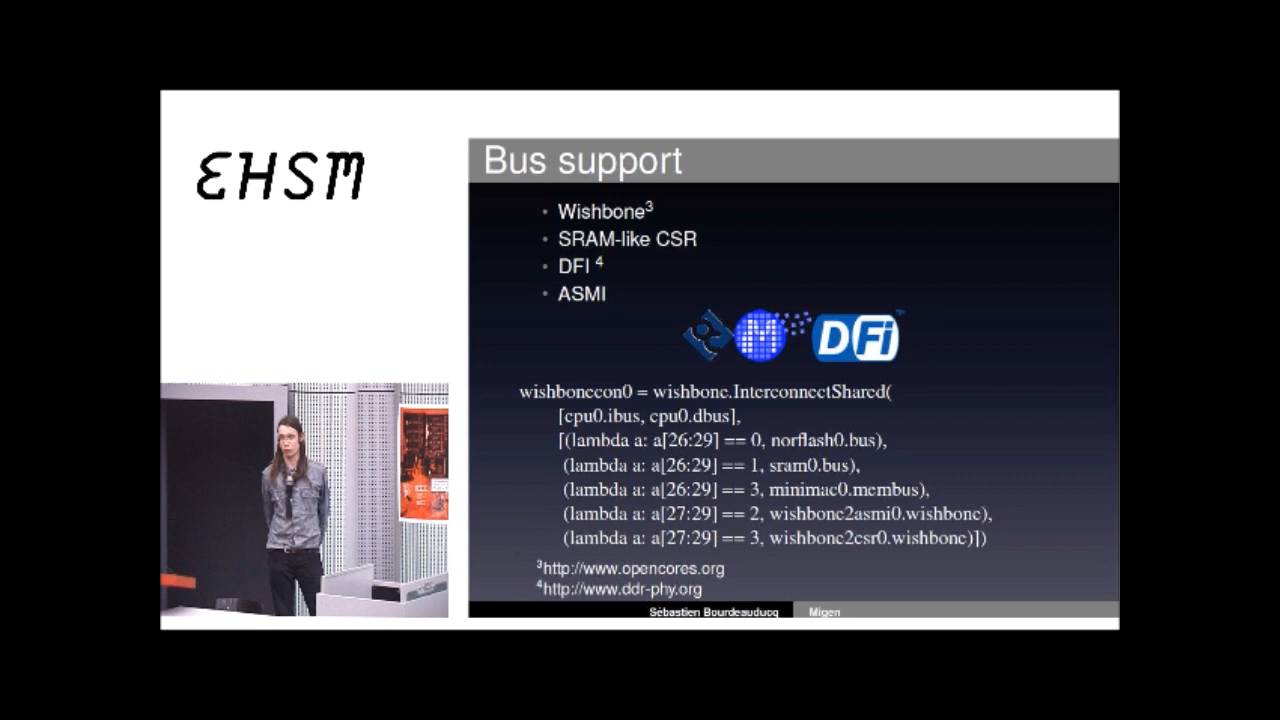 EHSM
Bus support
• Wishbone3
• SRAM-like CSR
• DFI 4
• ASMI
M DFi ™
wishbonecon0 = wishbone.InterconnectShared(
[cpu0.ibus, cpu0.dbus],
[(lambda a: a[26:29] == 0, norflash0.bus),
(lambda a: a[26:29] == 1, sram0.bus),
(lambda a: a[26:29] == 3, minimac0.membus),
(lambda a: a[27:29] == 2, wishbone2asmi0.wishbone),
(lambda a: a[27:29] == 3, wishbone2csr0.wishbone)])
3http://www.opencores.org
4http://www.ddr-phy.org
Sébastien Bourdeauducq Migen